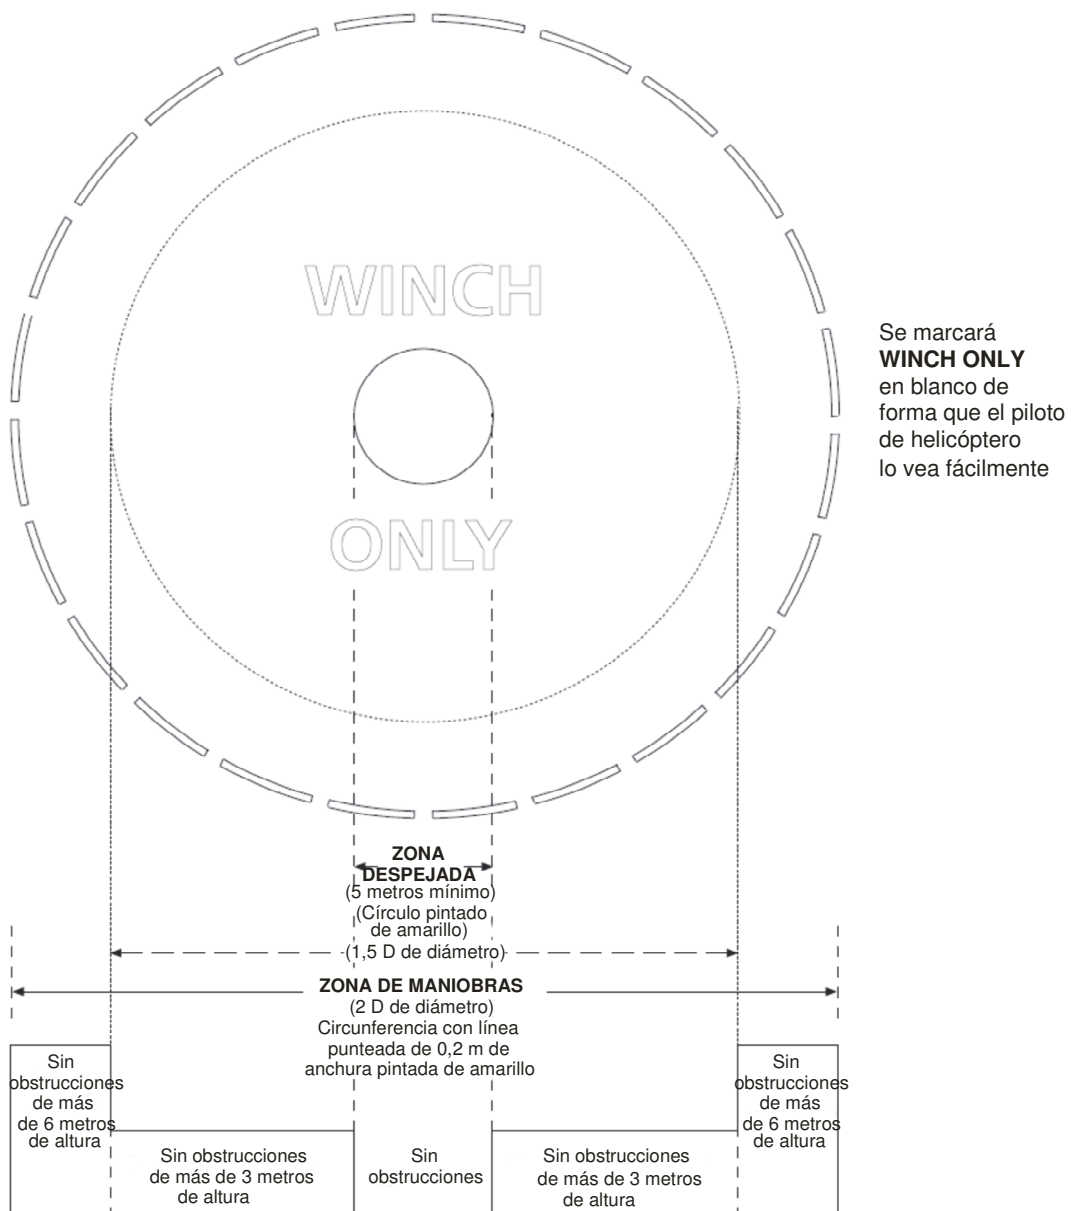 WINCH
Se marcará
WINCH ONLY
en blanco de
forma que el piloto
de helicóptero
lo vea fácilmente
ONLY
ZONA
DESPEJADA
(5 metros mínimo)
(Círculo pintado
de amarillo)
(1,5 D de diámetro)
ZONA DE MANIOBRAS
(2 D de diámetro)
Circunferencia con línea
punteada de 0,2 m de
anchura pintada de amarillo
Sin
obstrucciones
de más
de 6 metros
de altura
Sin obstrucciones
de más de 3 metros
de altura
Sin
obstrucciones
Sin obstrucciones
de más de 3 metros
de altura
Sin
obstrucciones
de más
de 6 metros
de altura